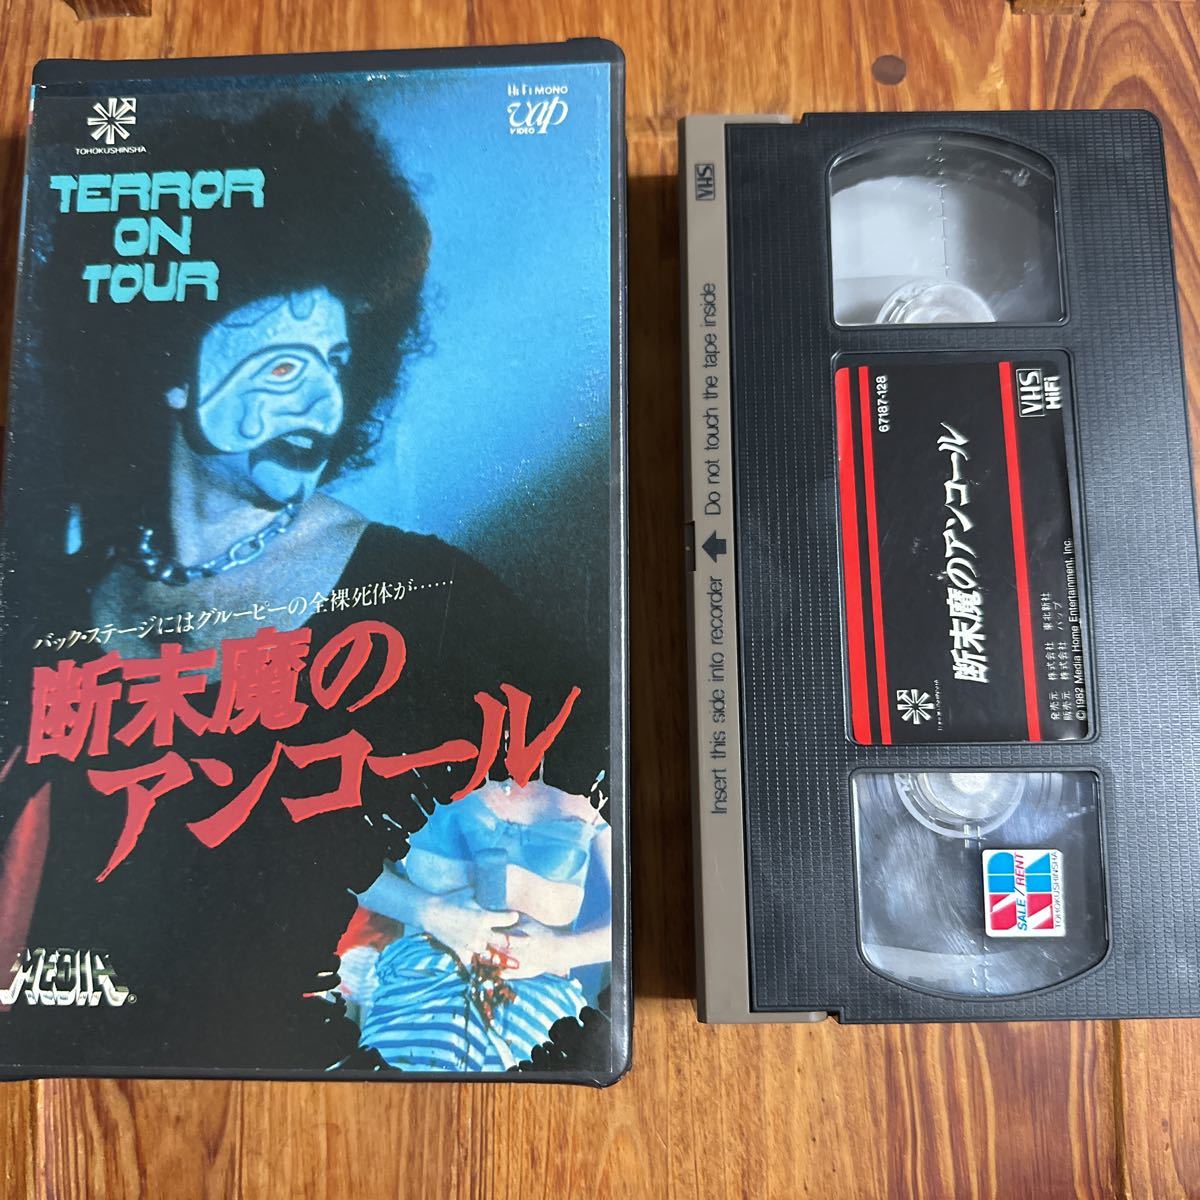 TOHOKUSHINSHA
Hi Fi MONO
vap
VIDEO
TERROR
ON
TOUR
バック・ステージにはグルーピーの全裸死体が……
断末魔の
アンコール
MEDIA®
VHS
Insert this side into recorder ⬆ Do not touch the tape inside
67187-128
VHS
HiFi
断末魔のアンコール
発売元 株式会社 東北新社
販売元 株式会社 バップ
©1982 Media Home Entertainment, Inc.
SALE/RENT
TOHOKUSHINSHA